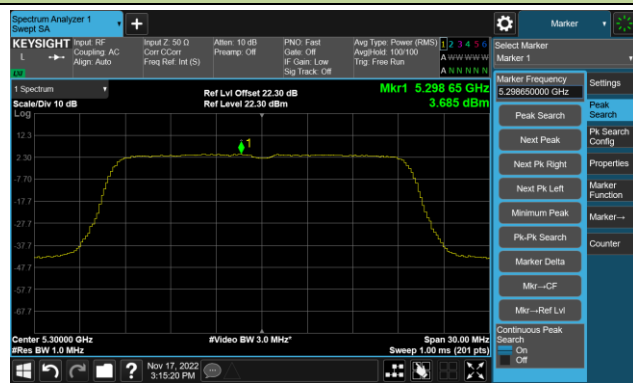 Spectrum Analyzer 1
Swept SA
Marker
KEYSIGHT
L
Input: RF
Coupling: AC
Align: Auto
Input Z: 50 Ω
Corr CCorr
Freq Ref: Int (S)
Atten: 10 dB
Preamp: Off
PNO: Fast
Gate: Off
IF Gain: Low
Sig Track: Off
Avg Type: Power (RMS)
Avg|Hold: 100/100
Trig: Free Run
1 2 3 4 5 6
A W W W W W
A N N N N N
Select Marker
Marker 1
1 Spectrum
Scale/Div 10 dB
Log
Ref Lvl Offset 22.30 dB
Ref Level 22.30 dBm
Mkr1 5.298 65 GHz
3.685 dBm
12.3
2.30
-7.70
-17.7
-27.7
-37.7
-47.7
-57.7
-67.7
1
Center 5.30000 GHz
#Res BW 1.0 MHz
#Video BW 3.0 MHz*
Span 30.00 MHz
Sweep 1.00 ms (201 pts)
Marker Frequency
5.298650000 GHz
Peak Search
Next Peak
Next Pk Right
Next Pk Left
Minimum Peak
Pk-Pk Search
Marker Delta
Mkr→CF
Mkr→Ref Lvl
Continuous Peak
Search
On
Off
Settings
Peak
Search
Pk Search
Config
Properties
Marker
Function
Marker→
Counter
?
Nov 17, 2022
3:15:20 PM